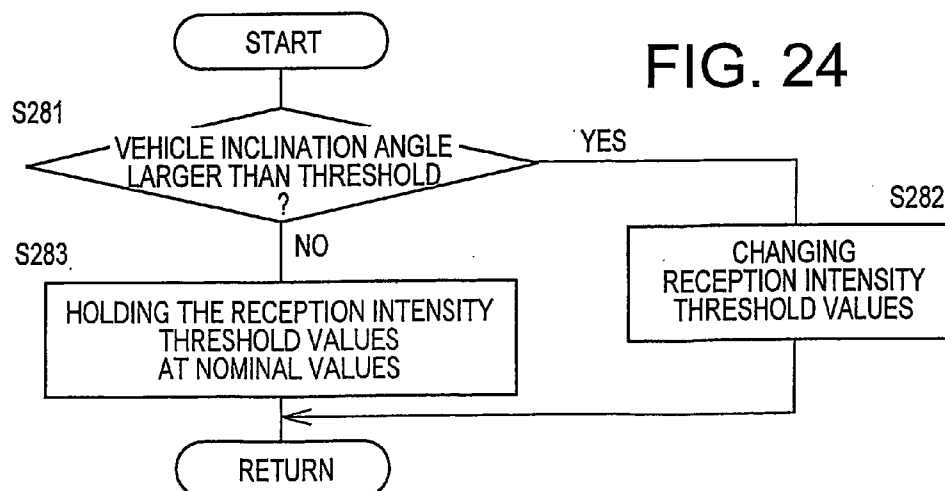 START
FIG. 24
S281
VEHICLE INCLINATION ANGLE
LARGER THAN THRESHOLD
?
YES
S282
CHANGING
RECEPTION INTENSITY
THRESHOLD VALUES
NO
S283
HOLDING THE RECEPTION INTENSITY
THRESHOLD VALUES
AT NOMINAL VALUES
RETURN